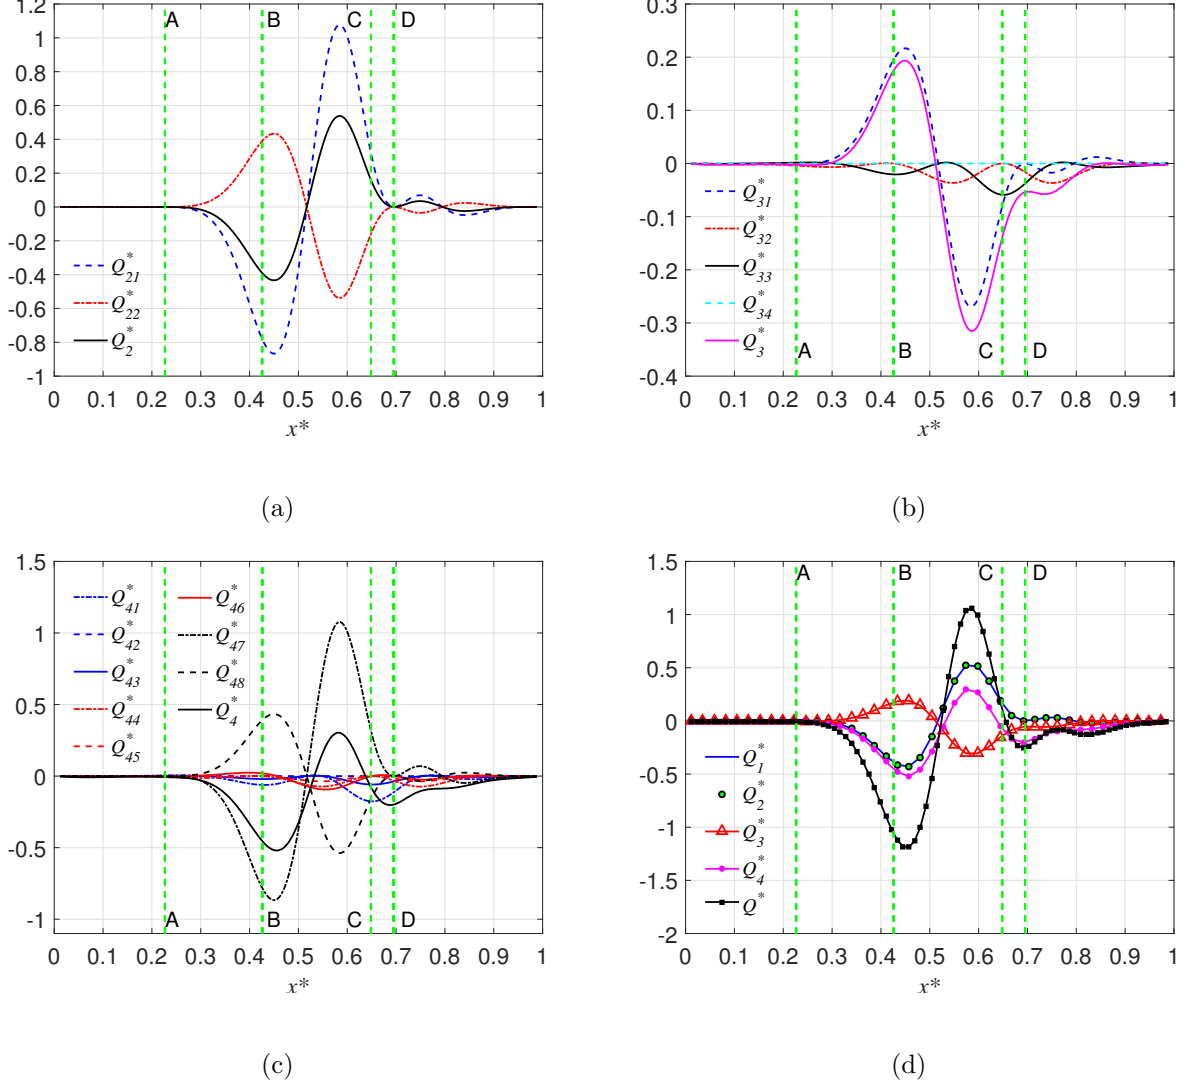 1.2
1
0.8
0.6
0.4
0.2
0
-0.2
-0.4
-0.6
-0.8
-1
A
B
C
D
Q*21
Q*22
Q*2
0 0.1 0.2 0.3 0.4 0.5 0.6 0.7 0.8 0.9 1
x*
(a)
0.3
0.2
0.1
0
-0.1
-0.2
-0.3
-0.4
Q*31
Q*32
Q*33
Q*34
Q*3
A
B
C
D
0 0.1 0.2 0.3 0.4 0.5 0.6 0.7 0.8 0.9 1
x*
(b)
1.5
1
0.5
0
-0.5
-1
Q*41
Q*42
Q*43
Q*44
Q*45
Q*46
Q*47
Q*48
Q*4
A
B
C
D
0 0.1 0.2 0.3 0.4 0.5 0.6 0.7 0.8 0.9 1
x*
(c)
1.5
1
0.5
0
-0.5
-1
-1.5
-2
A
B
C
D
Q*1
Q*2
Q*3
Q*4
Q*
0 0.1 0.2 0.3 0.4 0.5 0.6 0.7 0.8 0.9 1
x*
(d)